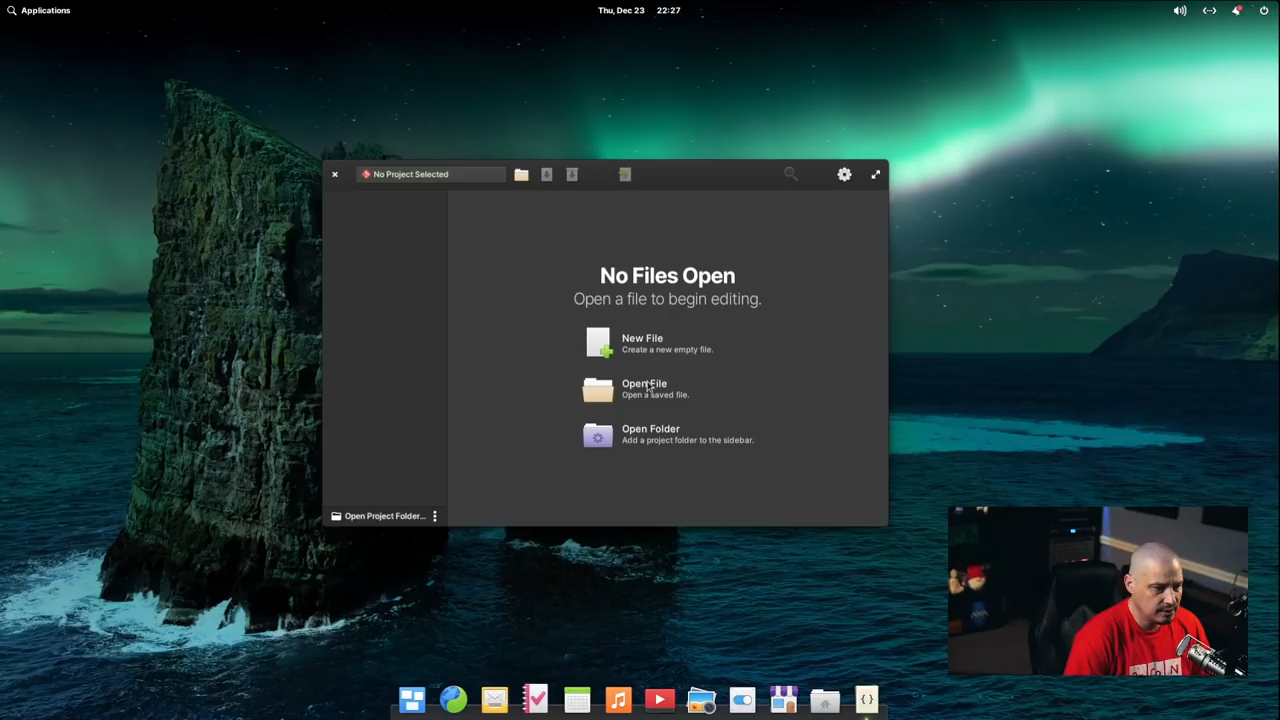 Applications
Thu, Dec 23 22:27
No Project Selected
No Files Open
Open a file to begin editing.
New File
Create a new empty file.
Open File
Open a saved file.
Open Folder
Add a project folder to the sidebar.
Open Project Folder...
{}